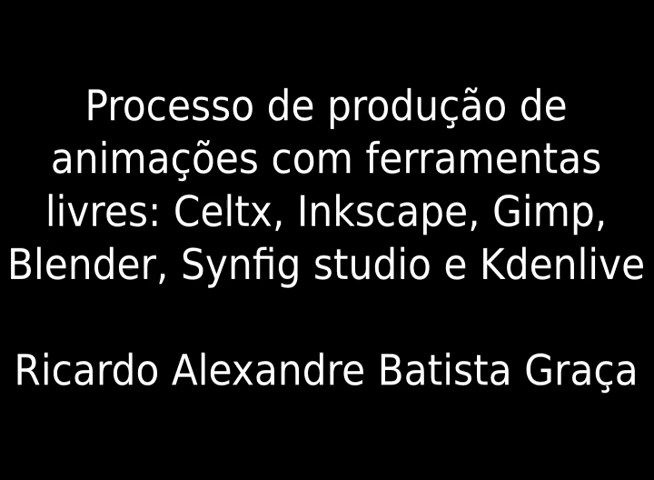 Processo de produção de
animações com ferramentas
livres: Celtx, Inkscape, Gimp,
Blender, Synfig studio e Kdenlive
Ricardo Alexandre Batista Graça